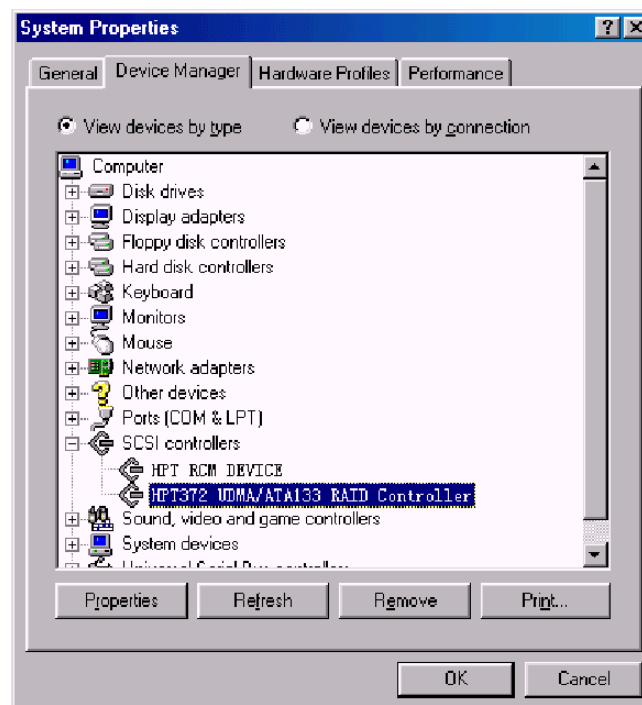 System Properties
General Device Manager Hardware Profiles Performance
View devices by type View devices by connection
Computer
Disk drives
Display adapters
Floppy disk controllers
Hard disk controllers
Keyboard
Monitors
Mouse
Network adapters
Other devices
Ports (COM & LPT)
SCSI controllers
HPT RCM DEVICE
HPT372 UDMA/ATA133 RAID Controller
Sound, video and game controllers
System devices
Properties Refresh Remove Print...
OK Cancel